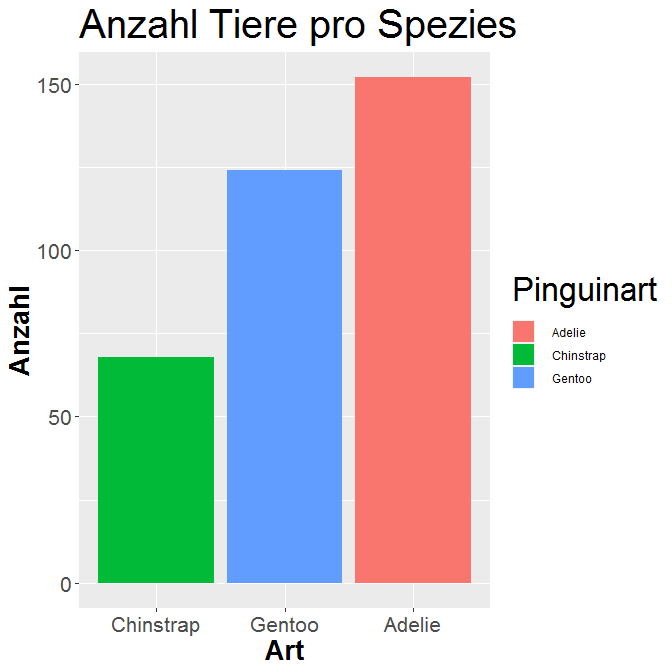 Anzahl Tiere pro Spezies
150
100
50
0
Anzahl
Chinstrap Gentoo Adelie
Art
Pinguinart
Adelie
Chinstrap
Gentoo